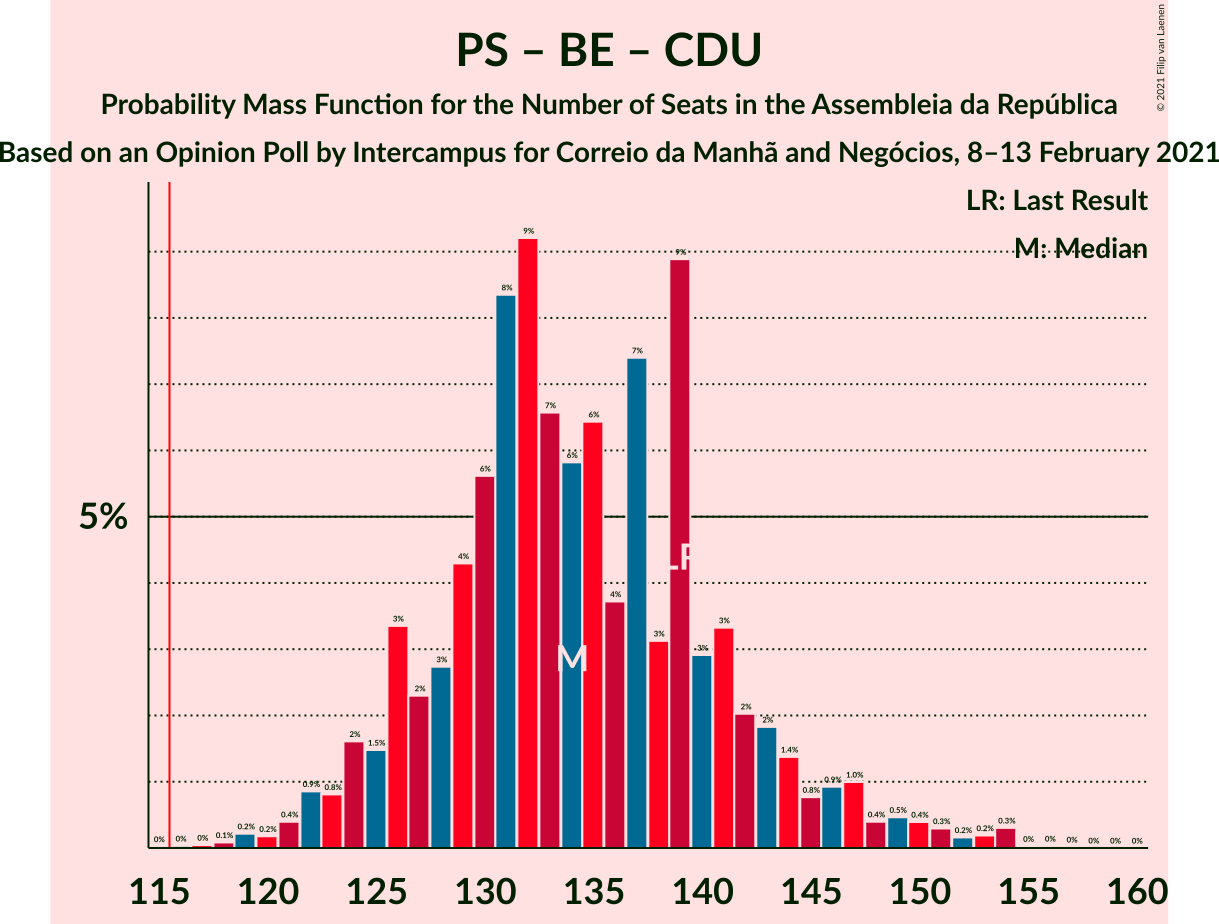 PS – BE – CDU
© 2021 Filip van Laenen
Probability Mass Function for the Number of Seats in the Assembleia da República
Based on an Opinion Poll by Intercampus for Correio da Manhã and Negócios, 8–13 February 2021
LR: Last Result
M: Median
5%
0% 0% 0% 0.1% 0.2% 0.2% 0.4% 0.9% 0.8% 2% 1.5% 3% 2% 3% 4% 6% 8% 9% 7% 6% 6% 4% 7% 3% 9% 3% 3% 2% 2% 1.4% 0.8% 0.9% 1.0% 0.4% 0.5% 0.4% 0.3% 0.2% 0.2% 0.3% 0% 0% 0% 0% 0% 0%
LR
M
115 120 125 130 135 140 145 150 155 160